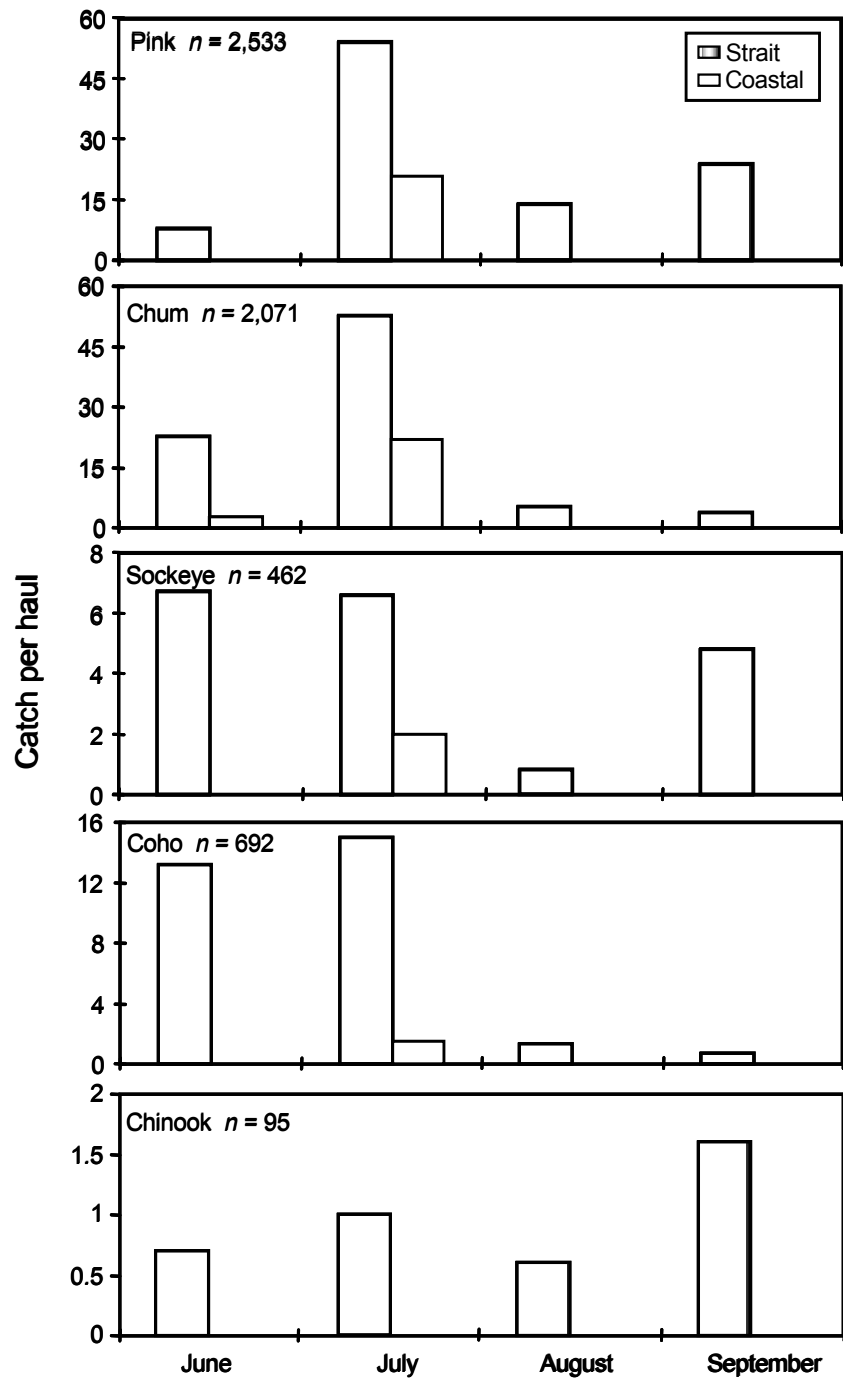 Pink n = 2,533
Strait
Coastal
60
45
30
15
0
Chum n = 2,071
60
45
30
15
0
Sockeye n = 462
8
6
4
2
0
Catch per haul
Coho n = 692
16
12
8
4
0
Chinook n = 95
2
1.5
1
0.5
0
June July August September